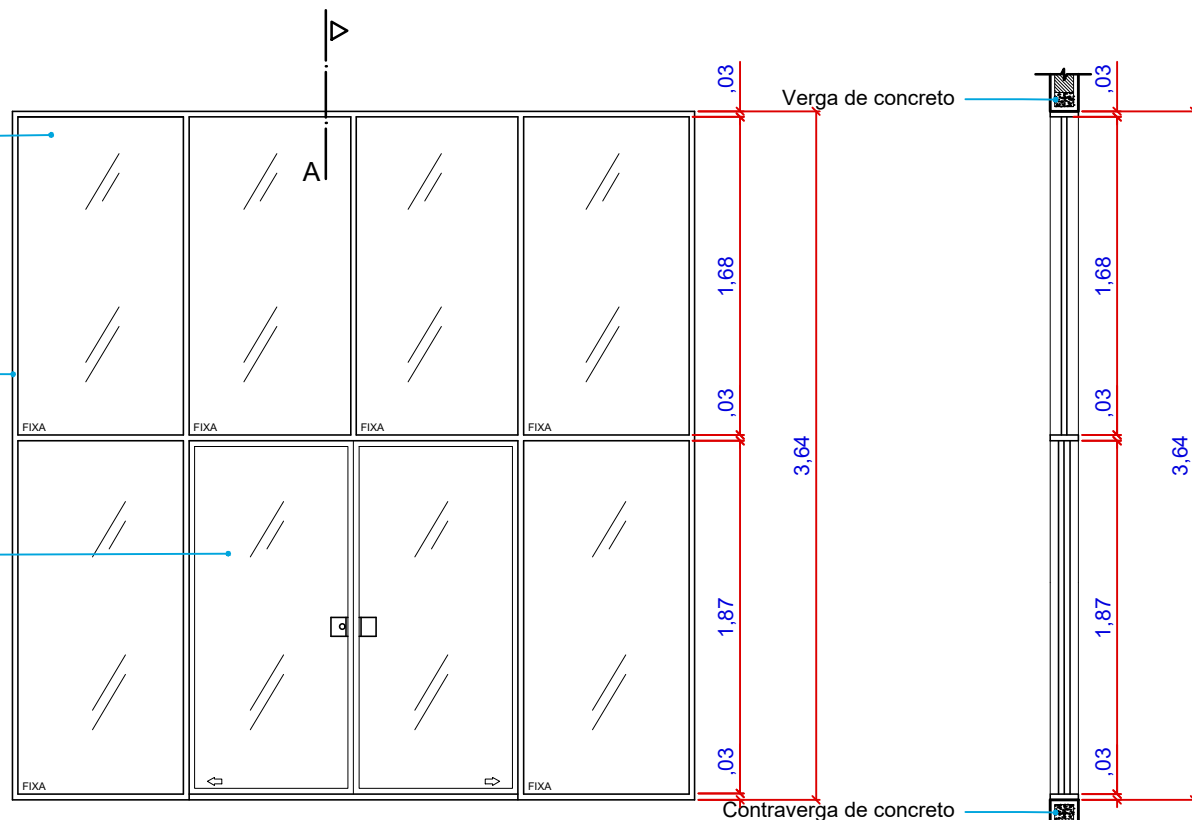 ,03
,03
Verga de concreto
A
1,68
1,68
,03
,03
FIXA
FIXA
FIXA
FIXA
3,64
3,64
1,87
1,87
,03
,03
FIXA
FIXA
Contraverga de concreto